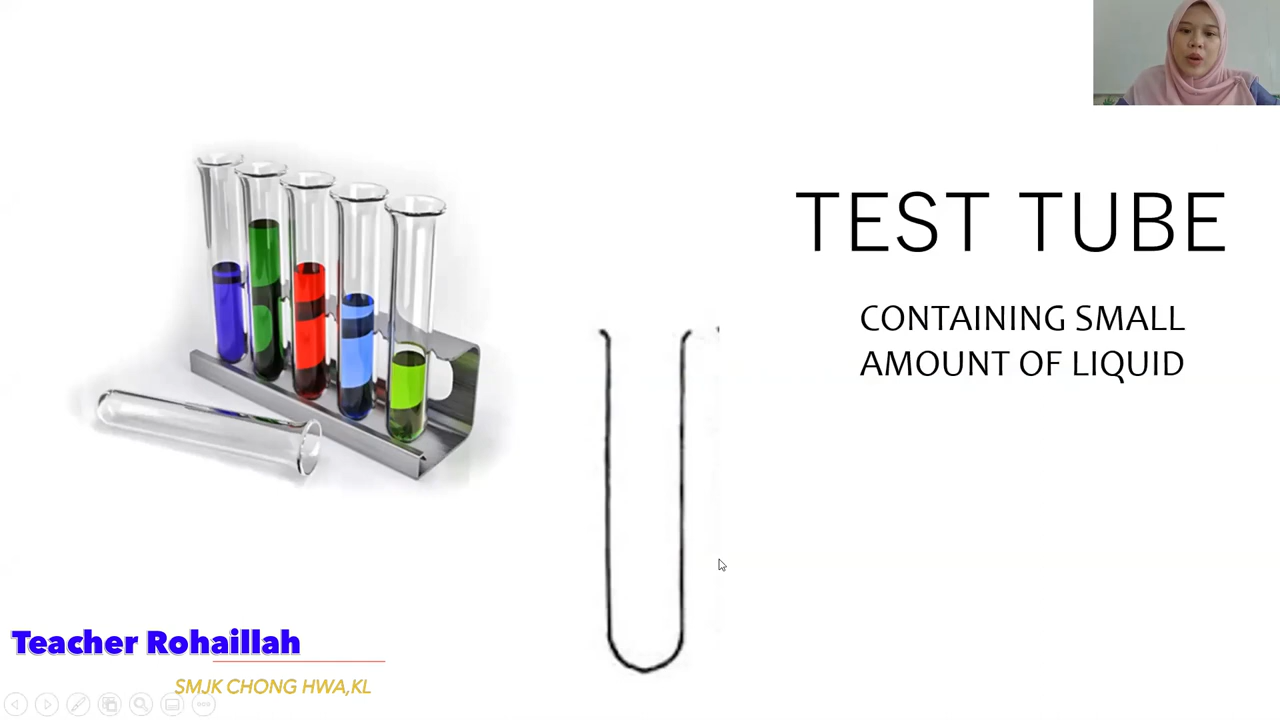 TEST TUBE
CONTAINING SMALL
AMOUNT OF LIQUID
Teacher Rohaillah
SMJK CHONG HWA,KL